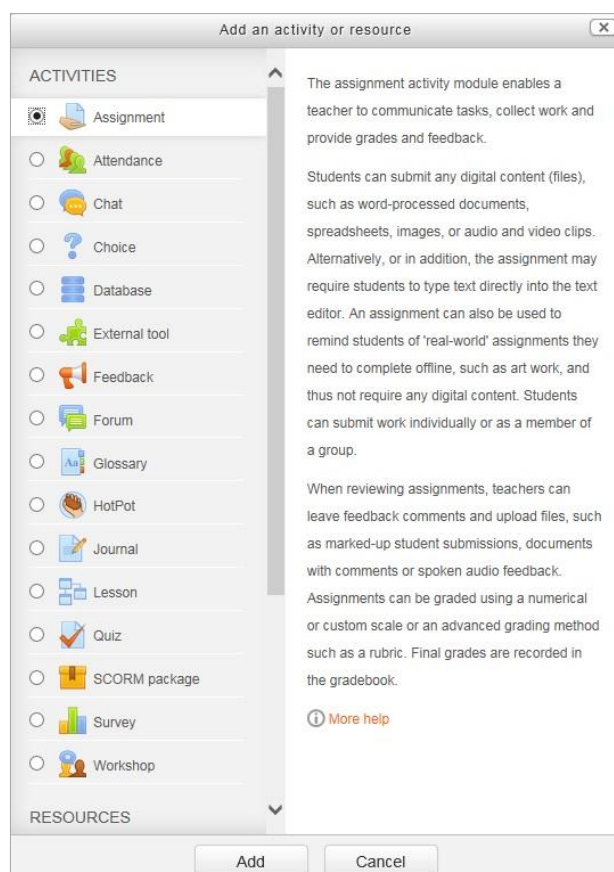 Add an activity or resource
ACTIVITIES
Assignment
Attendance
Chat
Choice
Database
External tool
Feedback
Forum
Glossary
HotPot
Journal
Lesson
Quiz
SCORM package
Survey
Workshop
RESOURCES
The assignment activity module enables a
teacher to communicate tasks, collect work and
provide grades and feedback.
Students can submit any digital content (files),
such as word-processed documents,
spreadsheets, images, or audio and video clips.
Alternatively, or in addition, the assignment may
require students to type text directly into the text
editor. An assignment can also be used to
remind students of 'real-world' assignments they
need to complete offline, such as art work, and
thus not require any digital content. Students
can submit work individually or as a member of
a group.
When reviewing assignments, teachers can
leave feedback comments and upload files, such
as marked-up student submissions, documents
with comments or spoken audio feedback.
Assignments can be graded using a numerical
or custom scale or an advanced grading method
such as a rubric. Final grades are recorded in
the gradebook.
More help
Add
Cancel